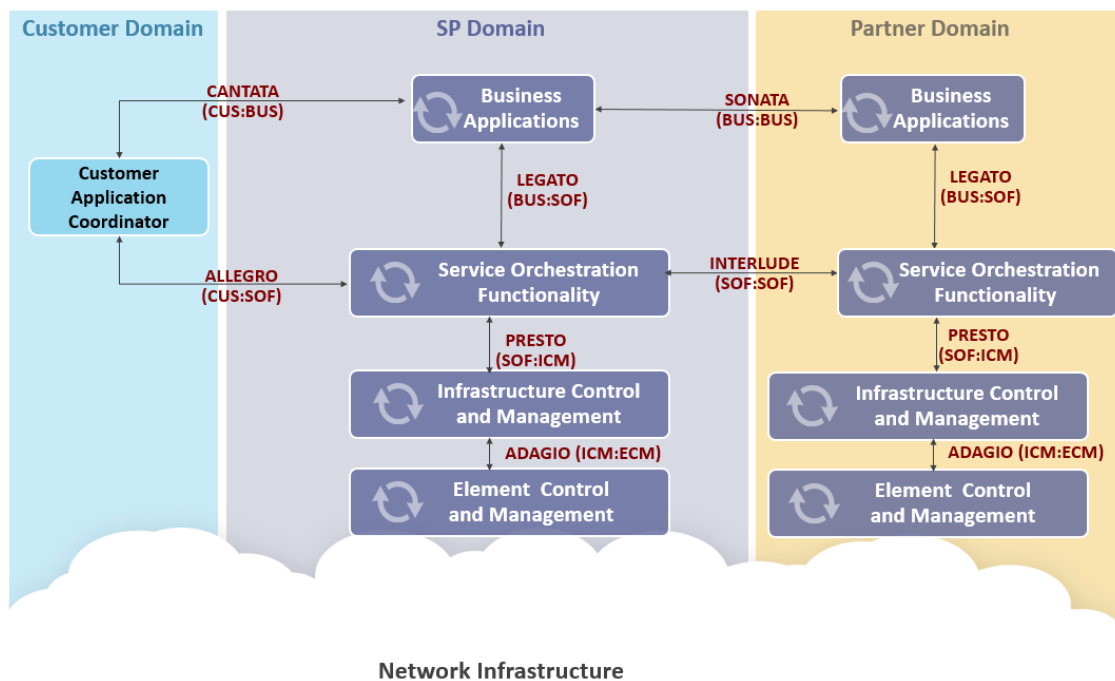 Customer Domain
SP Domain
Partner Domain
CANTATA
(CUS:BUS)
Business
Applications
SONATA
(BUS:BUS)
Business
Applications
Customer
Application
Coordinator
LEGATO
(BUS:SOF)
LEGATO
(BUS:SOF)
ALLEGRO
(CUS:SOF)
Service Orchestration
Functionality
INTERLUDE
(SOF:SOF)
Service Orchestration
Functionality
PRESTO
(SOF:ICM)
PRESTO
(SOF:ICM)
Infrastructure Control
and Management
Infrastructure Control
and Management
ADAGIO (ICM:ECM)
ADAGIO (ICM:ECM)
Element Control
and Management
Element Control
and Management
Network Infrastructure